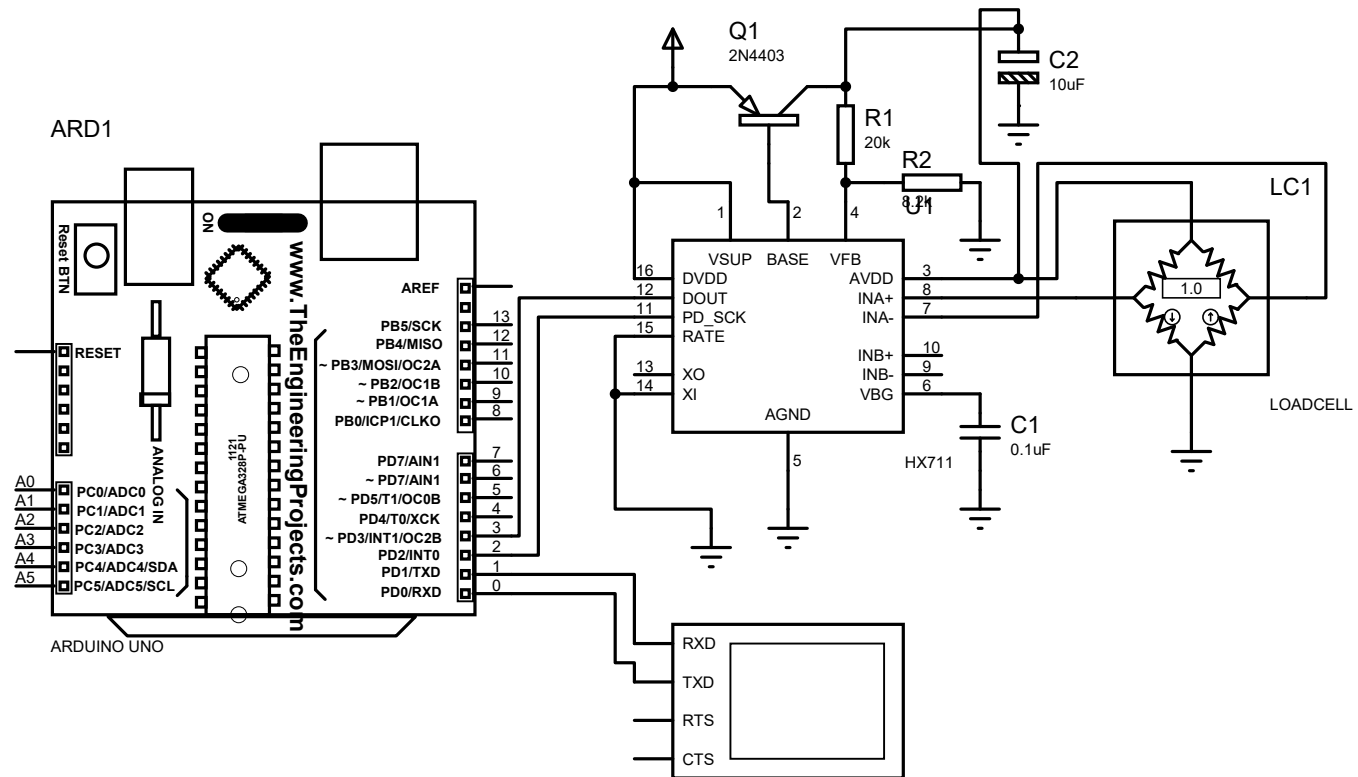 Q1
2N4403
C2
10uF
R1
20k
R2
8.2k
U1
1
2
4
VSUP
BASE
VFB
16
DVDD
12
DOUT
11
PD_SCK
15
RATE
13
XO
14
XI
AGND
5
3
AVDD
8
INA+
7
INA-
10
INB+
9
INB-
6
VBG
HX711
C1
0.1uF
LC1
1.0
LOADCELL
ARD1
ON
Reset BTN
www.TheEngineeringProjects.com
ANALOG IN
1121
ATMEGA328P-PU
RESET
A0 PC0/ADC0
A1 PC1/ADC1
A2 PC2/ADC2
A3 PC3/ADC3
A4 PC4/ADC4/SDA
A5 PC5/ADC5/SCL
AREF
PB5/SCK 13
PB4/MISO 12
~ PB3/MOSI/OC2A 11
~ PB2/OC1B 10
~ PB1/OC1A 9
PB0/ICP1/CLKO 8
PD7/AIN1 7
~ PD7/AIN1 6
~ PD5/T1/OC0B 5
PD4/T0/XCK 4
~ PD3/INT1/OC2B 3
PD2/INT0 2
PD1/TXD 1
PD0/RXD 0
ARDUINO UNO
RXD
TXD
RTS
CTS